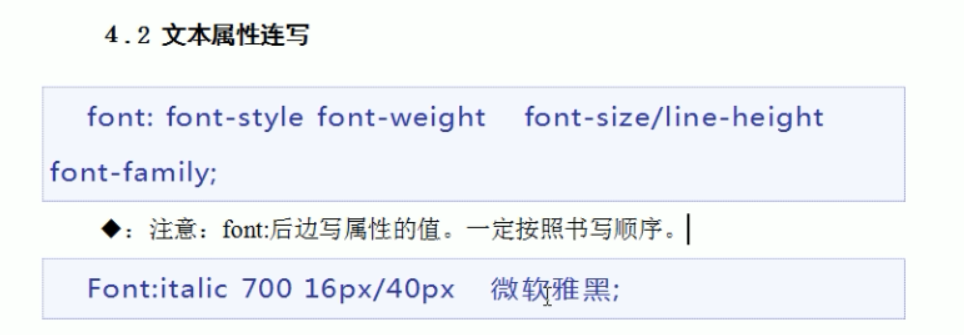 4.2 文本属性连写
font: font-style font-weight font-size/line-height
font-family;
◆：注意：font:后边写属性的值。一定按照书写顺序。
Font:italic 700 16px/40px 微软雅黑;